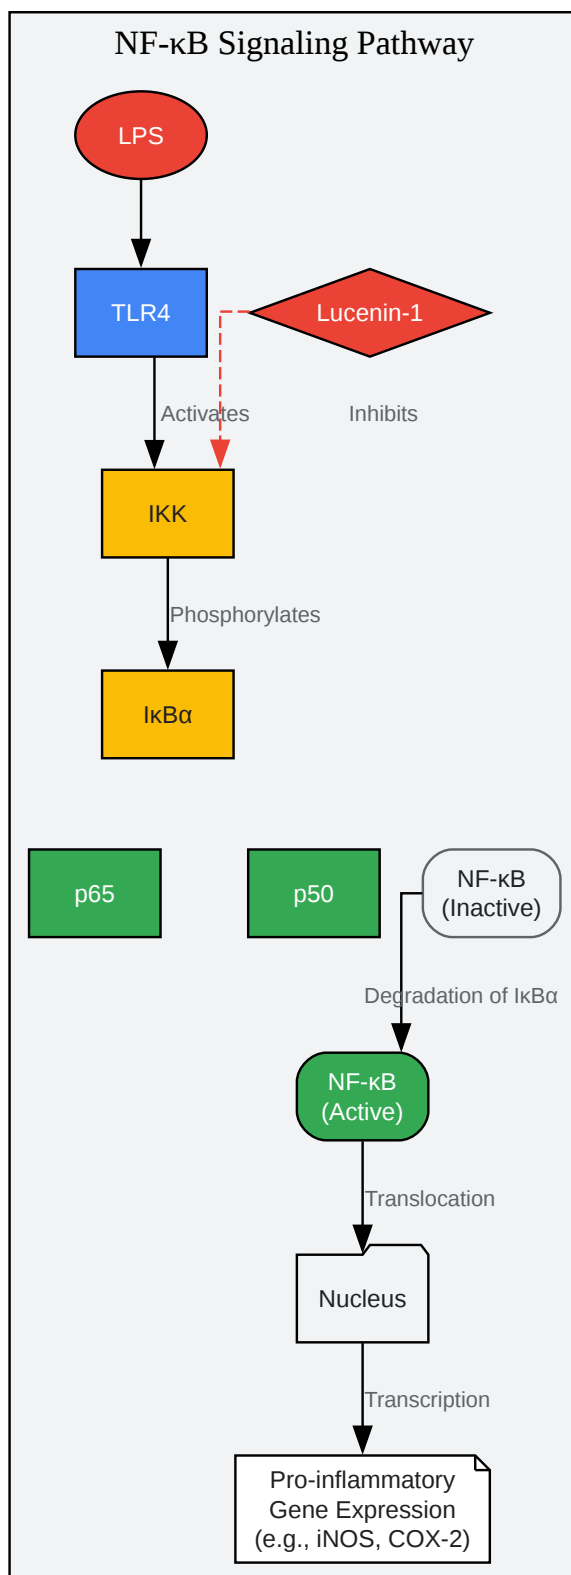 NF-κB Signaling Pathway
LPS
TLR4
Lucenin-1
Activates
Inhibits
IKK
Phosphorylates
IκBα
p65
p50
NF-κB
(Inactive)
Degradation of IκBα
NF-κB
(Active)
Translocation
Nucleus
Transcription
Pro-inflammatory
Gene Expression
(e.g., iNOS, COX-2)